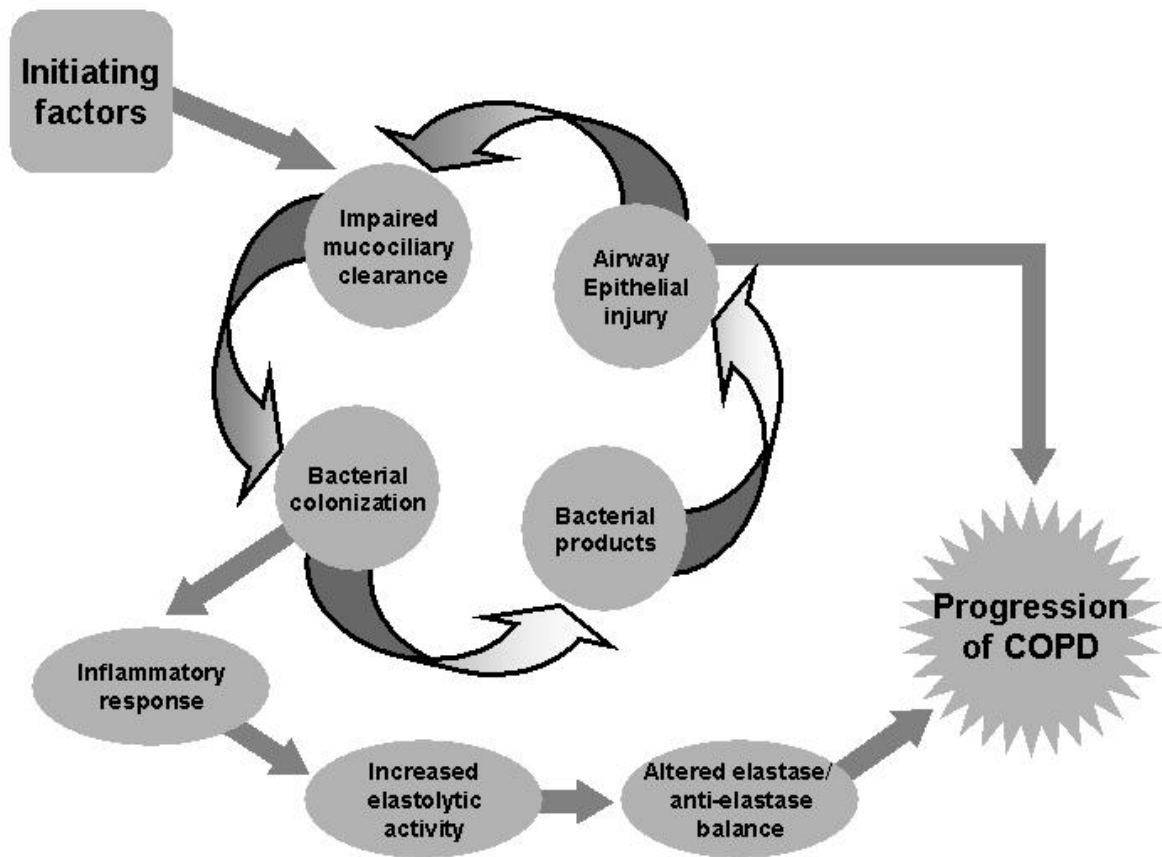 Initiating
factors
Impaired
mucociliary
clearance
Airway
Epithelial
injury
Bacterial
colonization
Bacterial
products
Progression
of COPD
Inflammatory
response
Increased
elastolytic
activity
Altered elastase/
anti-elastase
balance